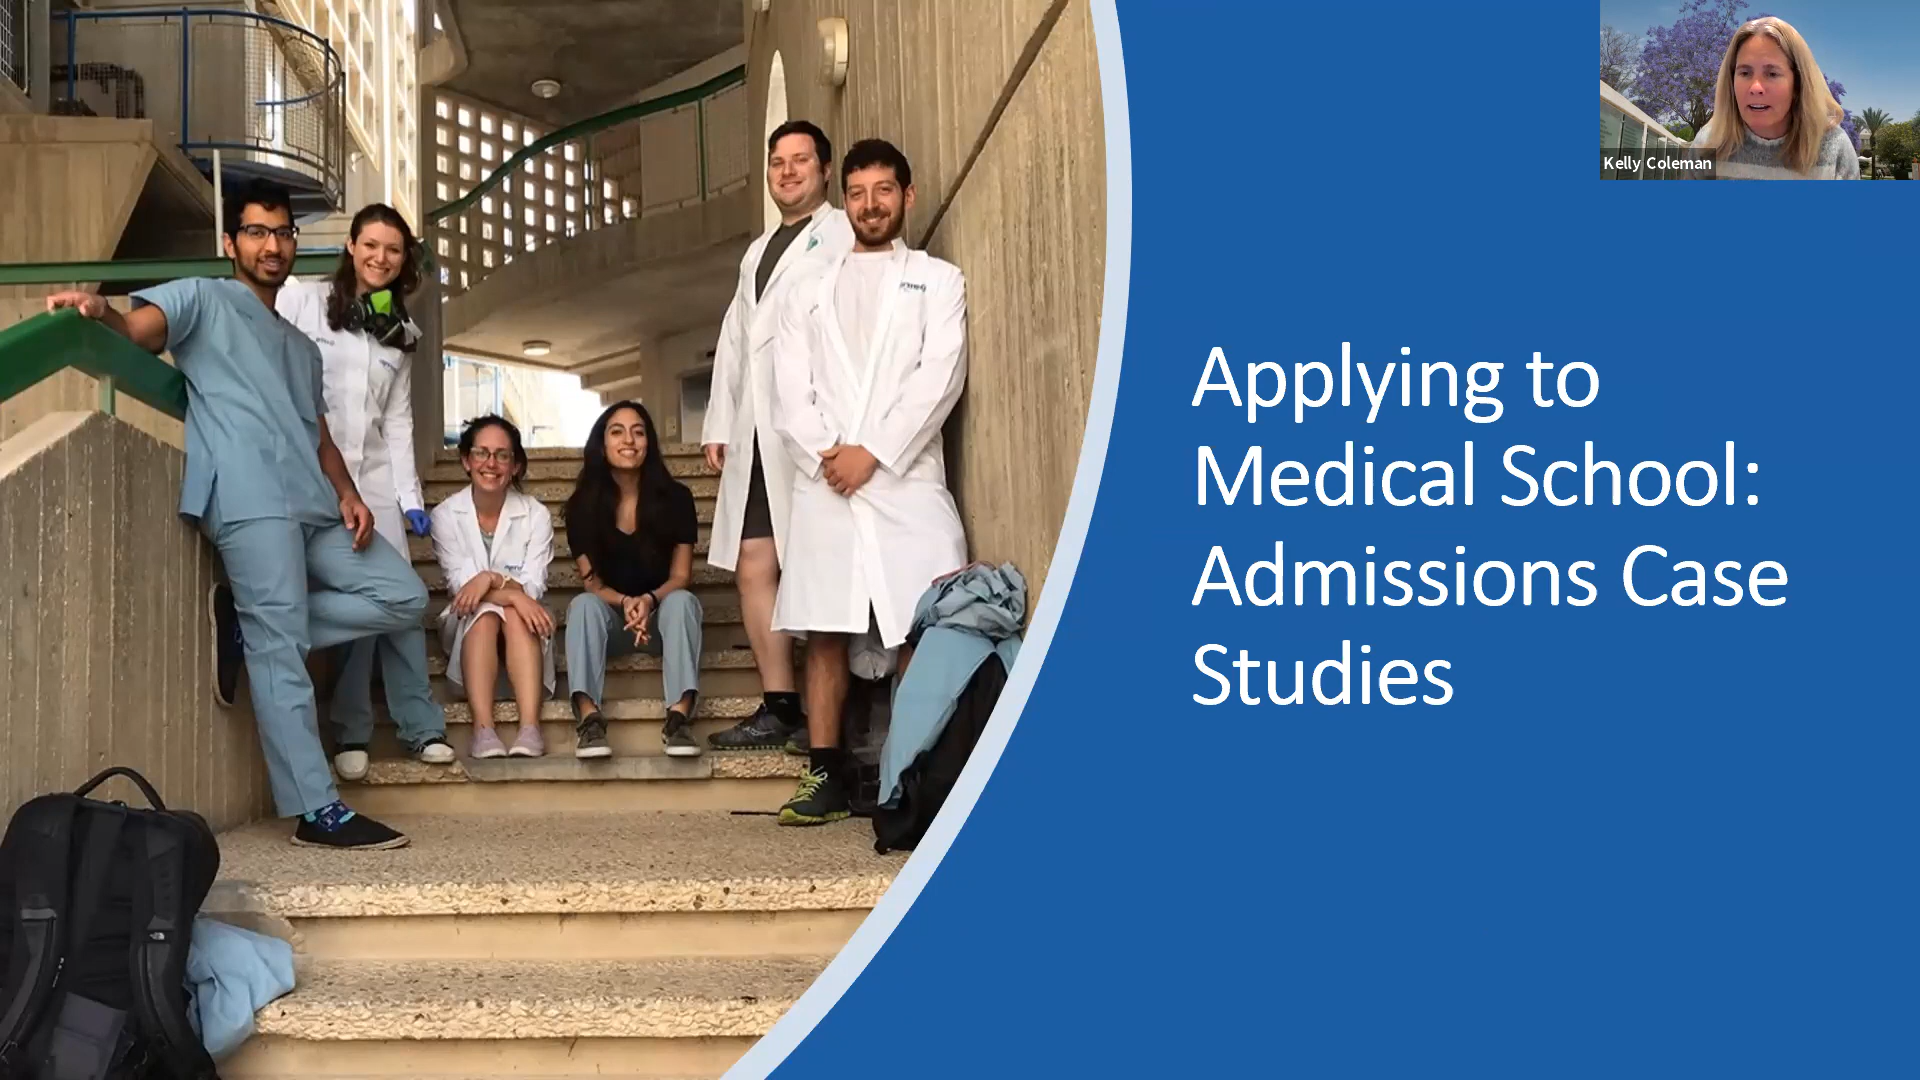 Kelly Coleman
Applying to
Medical School:
Admissions Case
Studies